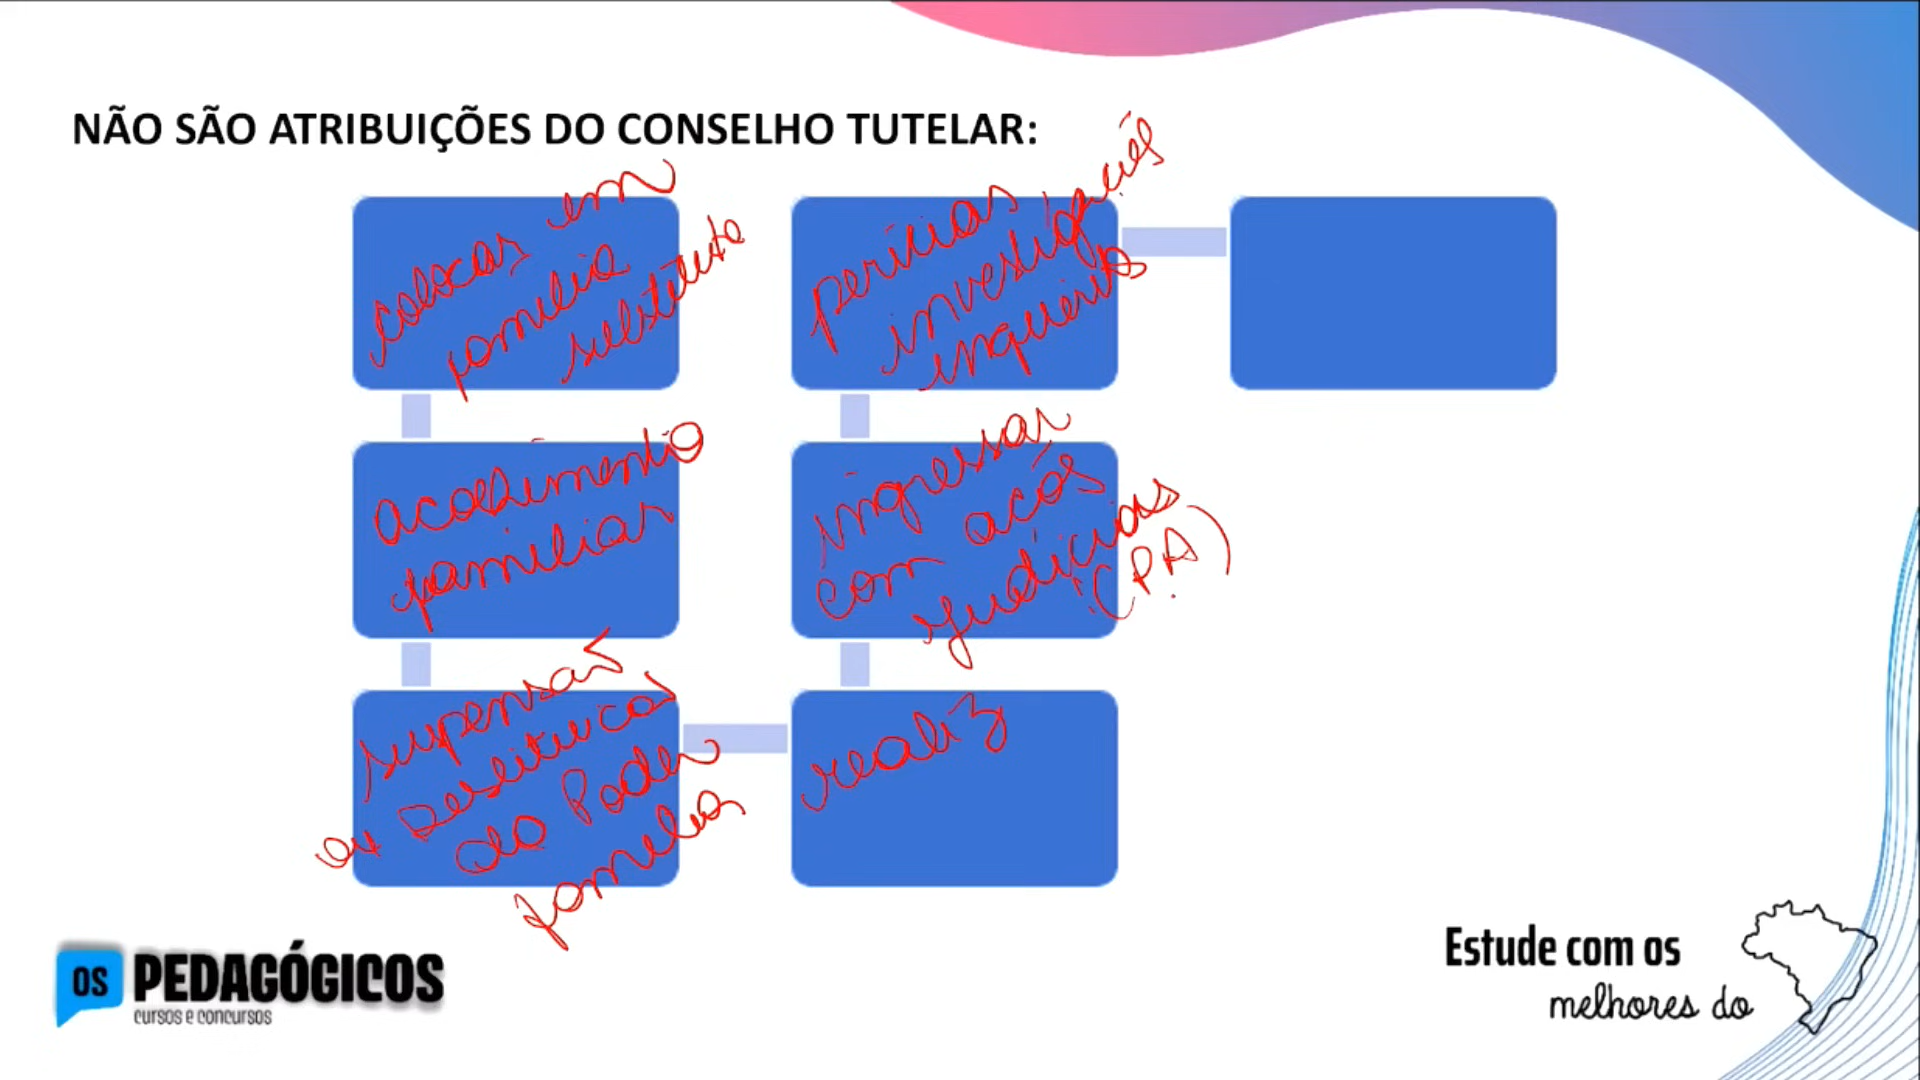 NÃO SÃO ATRIBUIÇÕES DO CONSELHO TUTELAR:
colocar em
família
substituta
acolhimento
familiar
suspensão
ou destituição
do Poder
familiar
realiz
ingressar
com ações
judiciais
(PA)
perícias
investigações
inquéritos
OS PEDAGÓGICOS
cursos e concursos
Estude com os
melhores do